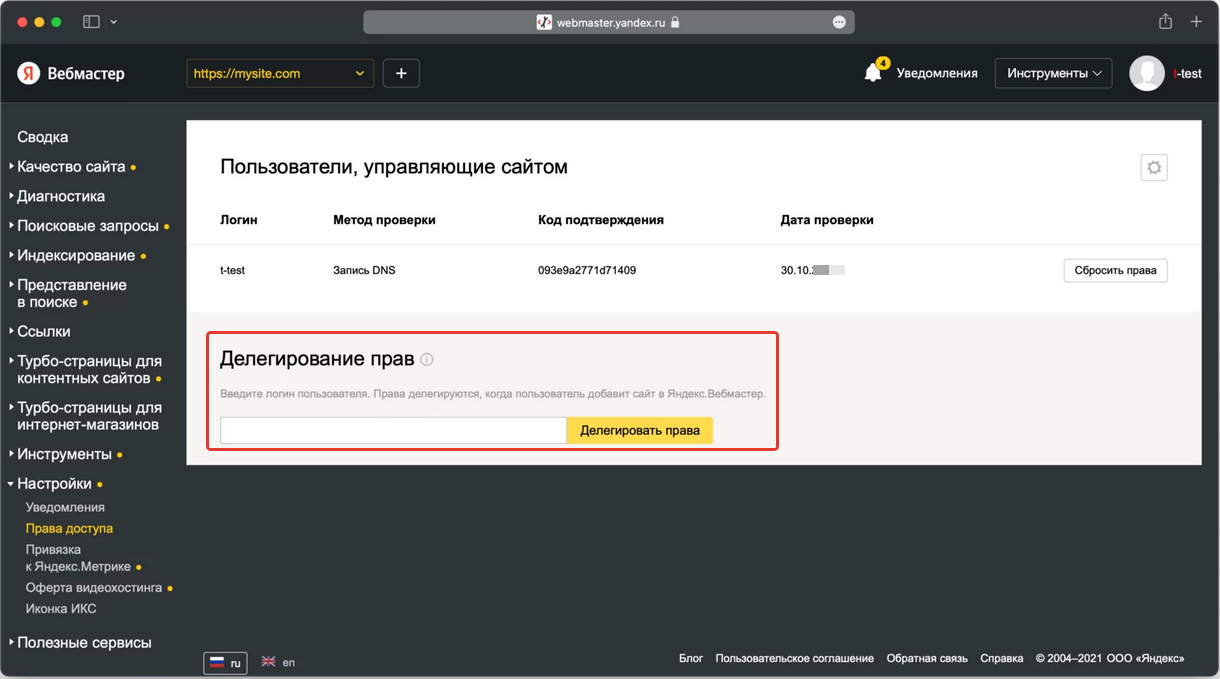 webmaster.yandex.ru
Я Вебмастер
https://mysite.com
+
4
Уведомления
Инструменты
t-test
Сводка
Качество сайта
Диагностика
Поисковые запросы
Индексирование
Представление
в поиске
Ссылки
Турбо-страницы для
контентных сайтов
Турбо-страницы для
интернет-магазинов
Инструменты
Настройки
Уведомления
Права доступа
Привязка
к Яндекс.Метрике
Оферта видеохостинга
Иконка ИКС
Полезные сервисы
Пользователи, управляющие сайтом
Логин Метод проверки Код подтверждения Дата проверки
t-test Запись DNS 093e9a2771d71409 30.10. Сбросить права
Делегирование прав
Введите логин пользователя. Права делегируются, когда пользователь добавит сайт в Яндекс.Вебмастер.
Делегировать права
ru en
Блог Пользовательское соглашение Обратная связь Справка © 2004–2021 ООО «Яндекс»